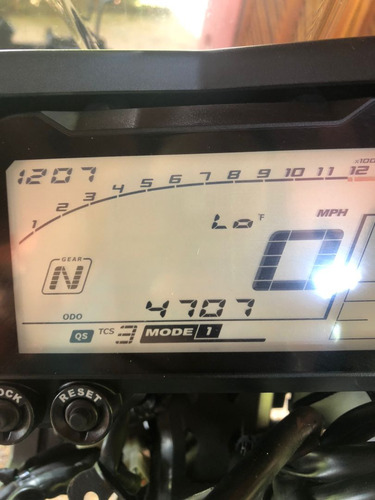 1207
1 2 3 4 5 6 7 8 9 10 11 12
Lo °F MPH
GEAR
N
0
4707
ODO
QS TCS 3 MODE 1
RESET